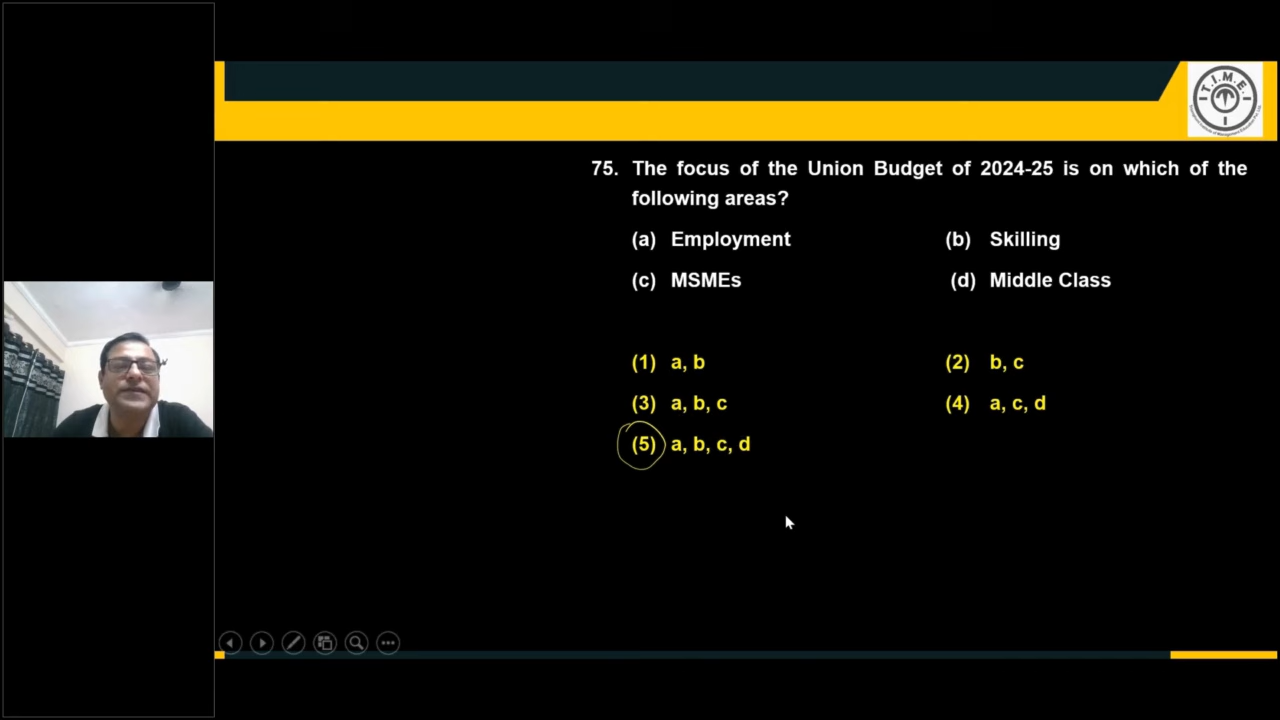 T.I.M.E.
75. The focus of the Union Budget of 2024-25 is on which of the
following areas?
(a) Employment (b) Skilling
(c) MSMEs (d) Middle Class
(1) a, b (2) b, c
(3) a, b, c (4) a, c, d
(5) a, b, c, d